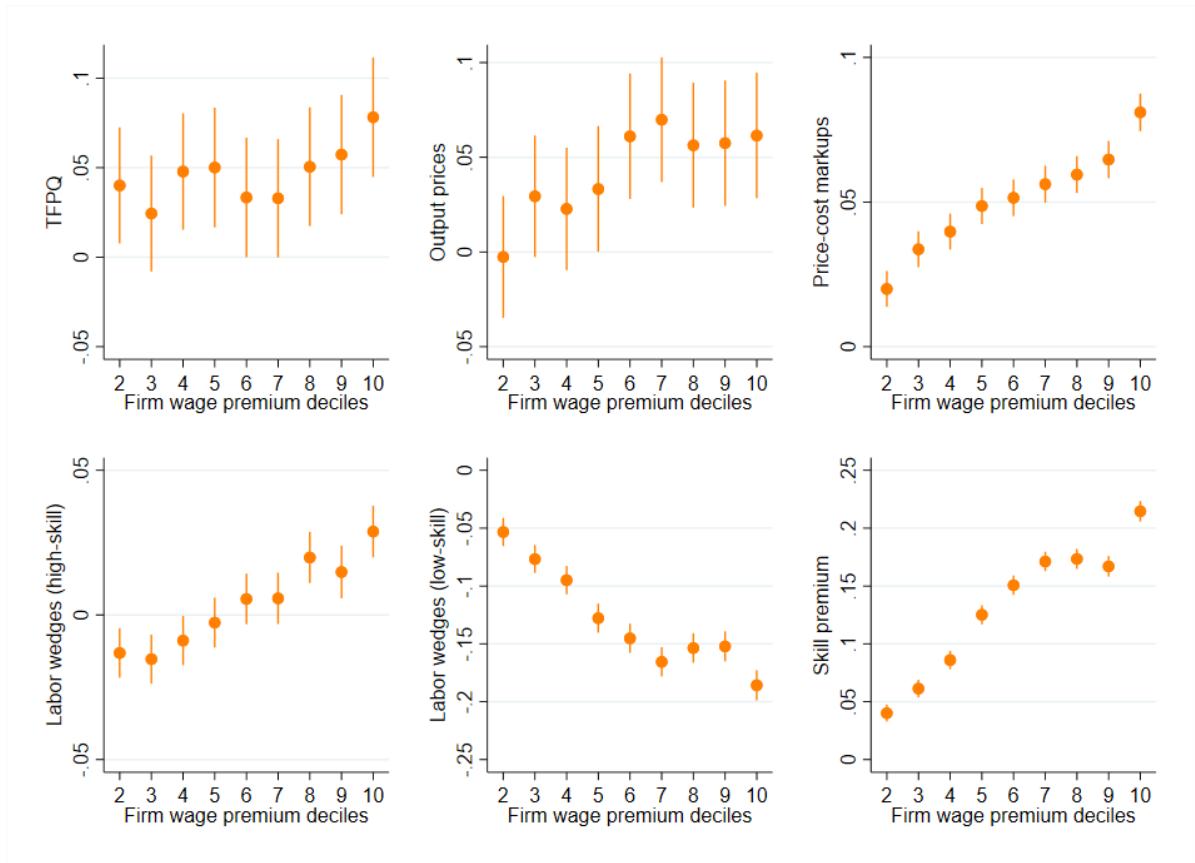 TFPQ
.1
.05
0
-.05
2 3 4 5 6 7 8 9 10
Firm wage premium deciles
Output prices
.1
.05
0
-.05
2 3 4 5 6 7 8 9 10
Firm wage premium deciles
Price-cost markups
.1
.05
0
2 3 4 5 6 7 8 9 10
Firm wage premium deciles
Labor wedges (high-skill)
.05
0
-.05
2 3 4 5 6 7 8 9 10
Firm wage premium deciles
Labor wedges (low-skill)
0
-.05
-.1
-.15
-.2
-.25
2 3 4 5 6 7 8 9 10
Firm wage premium deciles
Skill premium
.25
.2
.15
.1
.05
0
2 3 4 5 6 7 8 9 10
Firm wage premium deciles